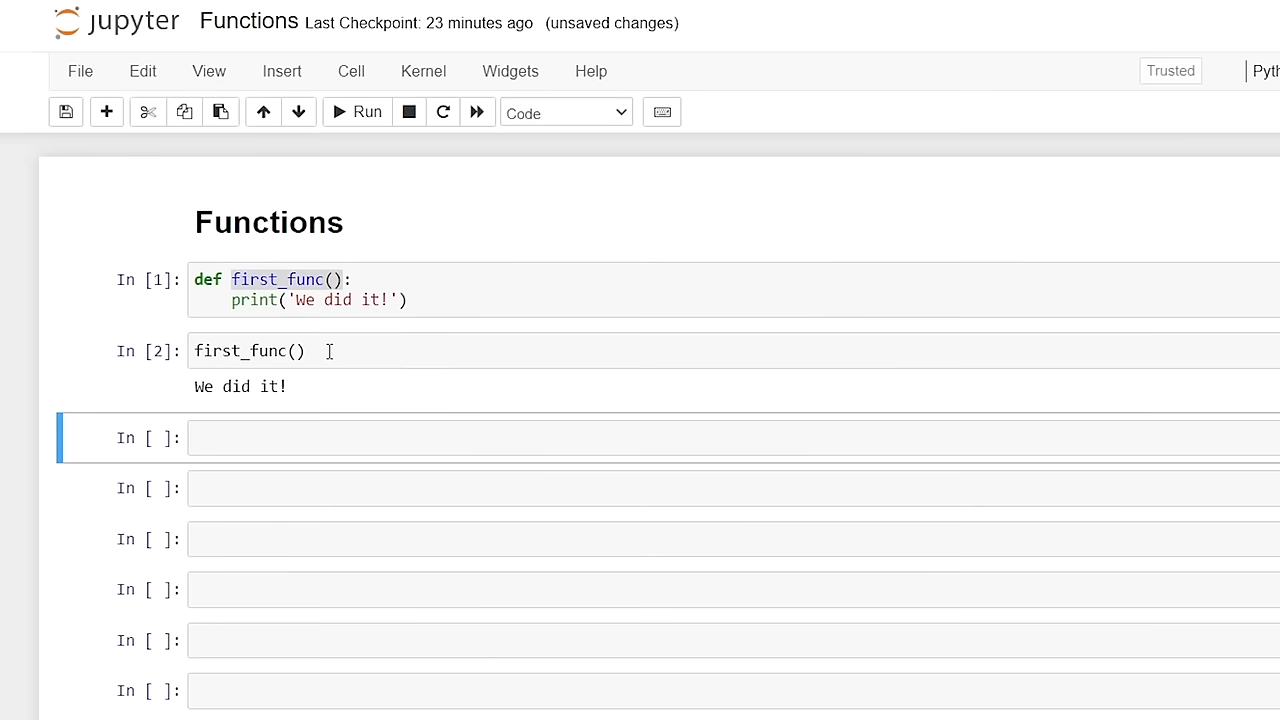 jupyter Functions Last Checkpoint: 23 minutes ago (unsaved changes)
File Edit View Insert Cell Kernel Widgets Help Trusted
Run Code
Functions
In [1]: def first_func():
    print('We did it!')
In [2]: first_func()
We did it!
In [ ]:
In [ ]:
In [ ]:
In [ ]:
In [ ]:
In [ ]: